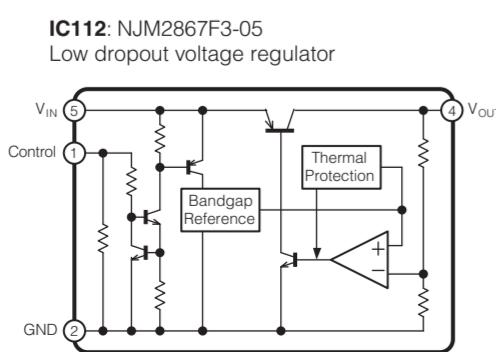 IC112: NJM2867F3-05
Low dropout voltage regulator
VIN 5
4 VOUT
Control 1
Thermal
Protection
Bandgap
Reference
+
−
GND 2